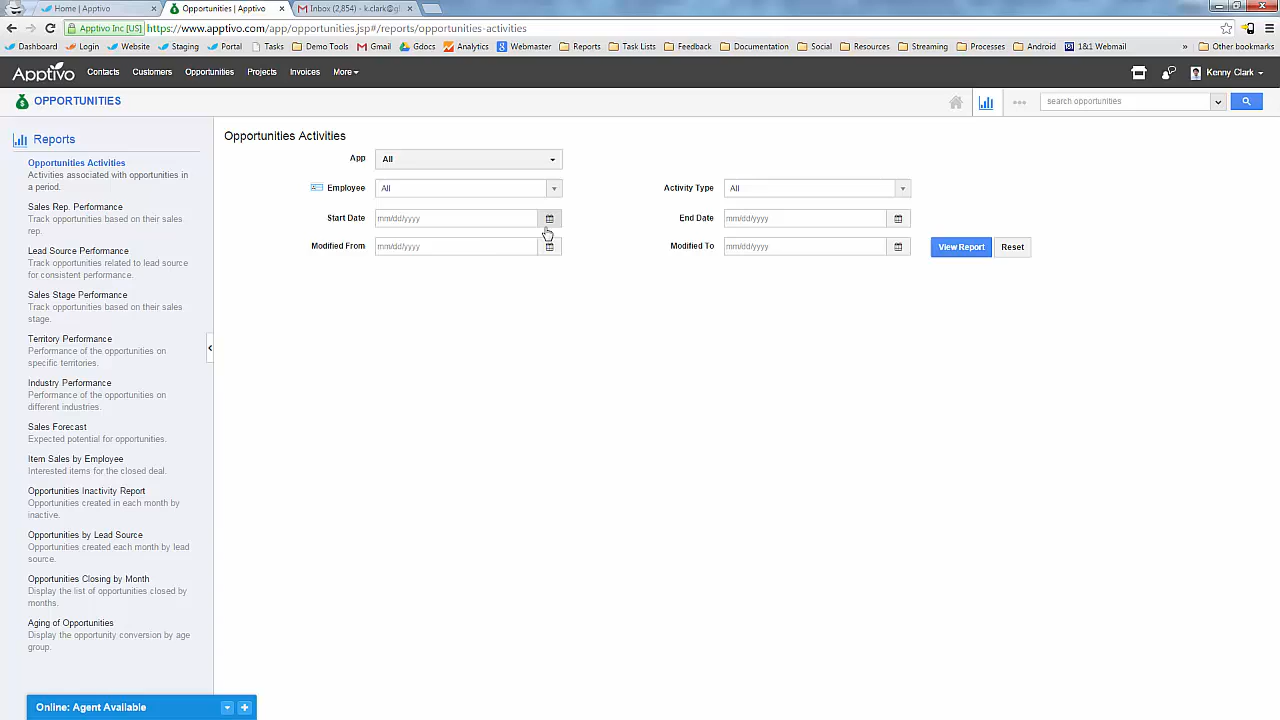 Home | Apptivo
Opportunities | Apptivo
Inbox (2,854) - k.clark@gl
Apptivo Inc [US] https://www.apptivo.com/app/opportunities.jsp#/reports/opportunities-activities
Dashboard Login Website Staging Portal Tasks Demo Tools Gmail Gdocs Analytics Webmaster Reports Task Lists Feedback Documentation Social Resources Streaming Processes Android 1&1 Webmail » Other bookmarks
Apptivo Contacts Customers Opportunities Projects Invoices More Kenny Clark
OPPORTUNITIES
search opportunities
Reports
Opportunities Activities
Activities associated with opportunities in
a period.
Sales Rep. Performance
Track opportunities based on their sales
rep.
Lead Source Performance
Track opportunities related to lead source
for consistent performance.
Sales Stage Performance
Track opportunities based on their sales
stage.
Territory Performance
Performance of the opportunities on
specific territories.
Industry Performance
Performance of the opportunities on
different industries.
Sales Forecast
Expected potential for opportunities.
Item Sales by Employee
Interested items for the closed deal.
Opportunities Inactivity Report
Opportunities created in each month by
inactive.
Opportunities by Lead Source
Opportunities created each month by lead
source.
Opportunities Closing by Month
Display the list of opportunities closed by
months.
Aging of Opportunities
Display the opportunity conversion by age
group.
Opportunities Activities
App All
Employee All Activity Type All
Start Date mm/dd/yyyy End Date mm/dd/yyyy
Modified From mm/dd/yyyy Modified To mm/dd/yyyy View Report Reset
Online: Agent Available